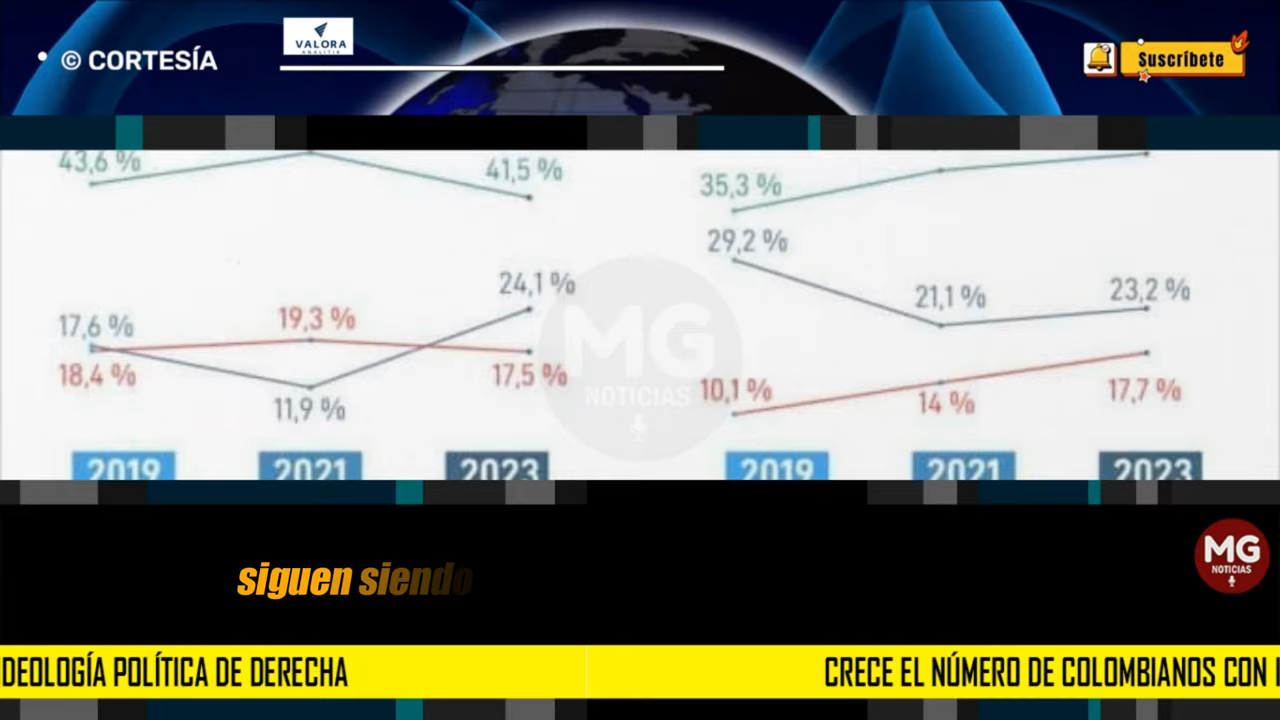 © CORTESÍA
VALORA
ANALITIK
Suscríbete
43,6 %
41,5 %
35,3 %
29,2 %
24,1 %
21,1 %
23,2 %
17,6 %
19,3 %
18,4 %
17,5 %
11,9 %
10,1 %
14 %
17,7 %
MG
NOTICIAS
2019
2021
2023
2019
2021
2023
siguen siendo
MG
NOTICIAS
DEOLOGÍA POLÍTICA DE DERECHA
CRECE EL NÚMERO DE COLOMBIANOS CON